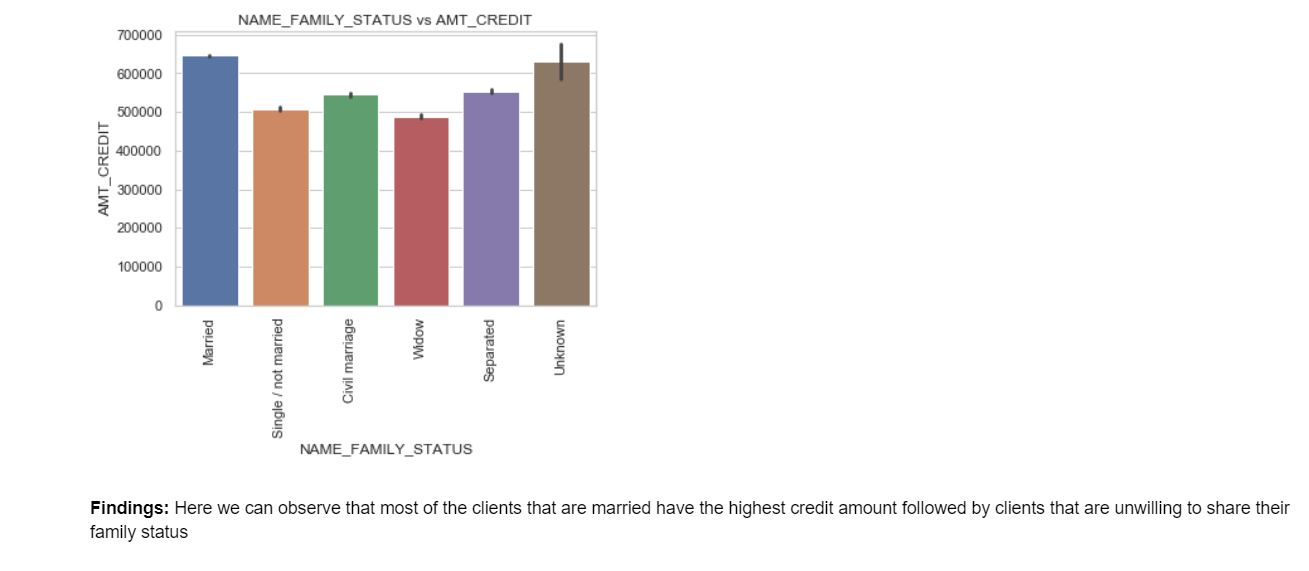 NAME_FAMILY_STATUS vs AMT_CREDIT
700000
600000
500000
400000
300000
200000
100000
0
AMT_CREDIT
Married
Single / not married
Civil marriage
Widow
Separated
Unknown
NAME_FAMILY_STATUS
Findings: Here we can observe that most of the clients that are married have the highest credit amount followed by clients that are unwilling to share their
family status